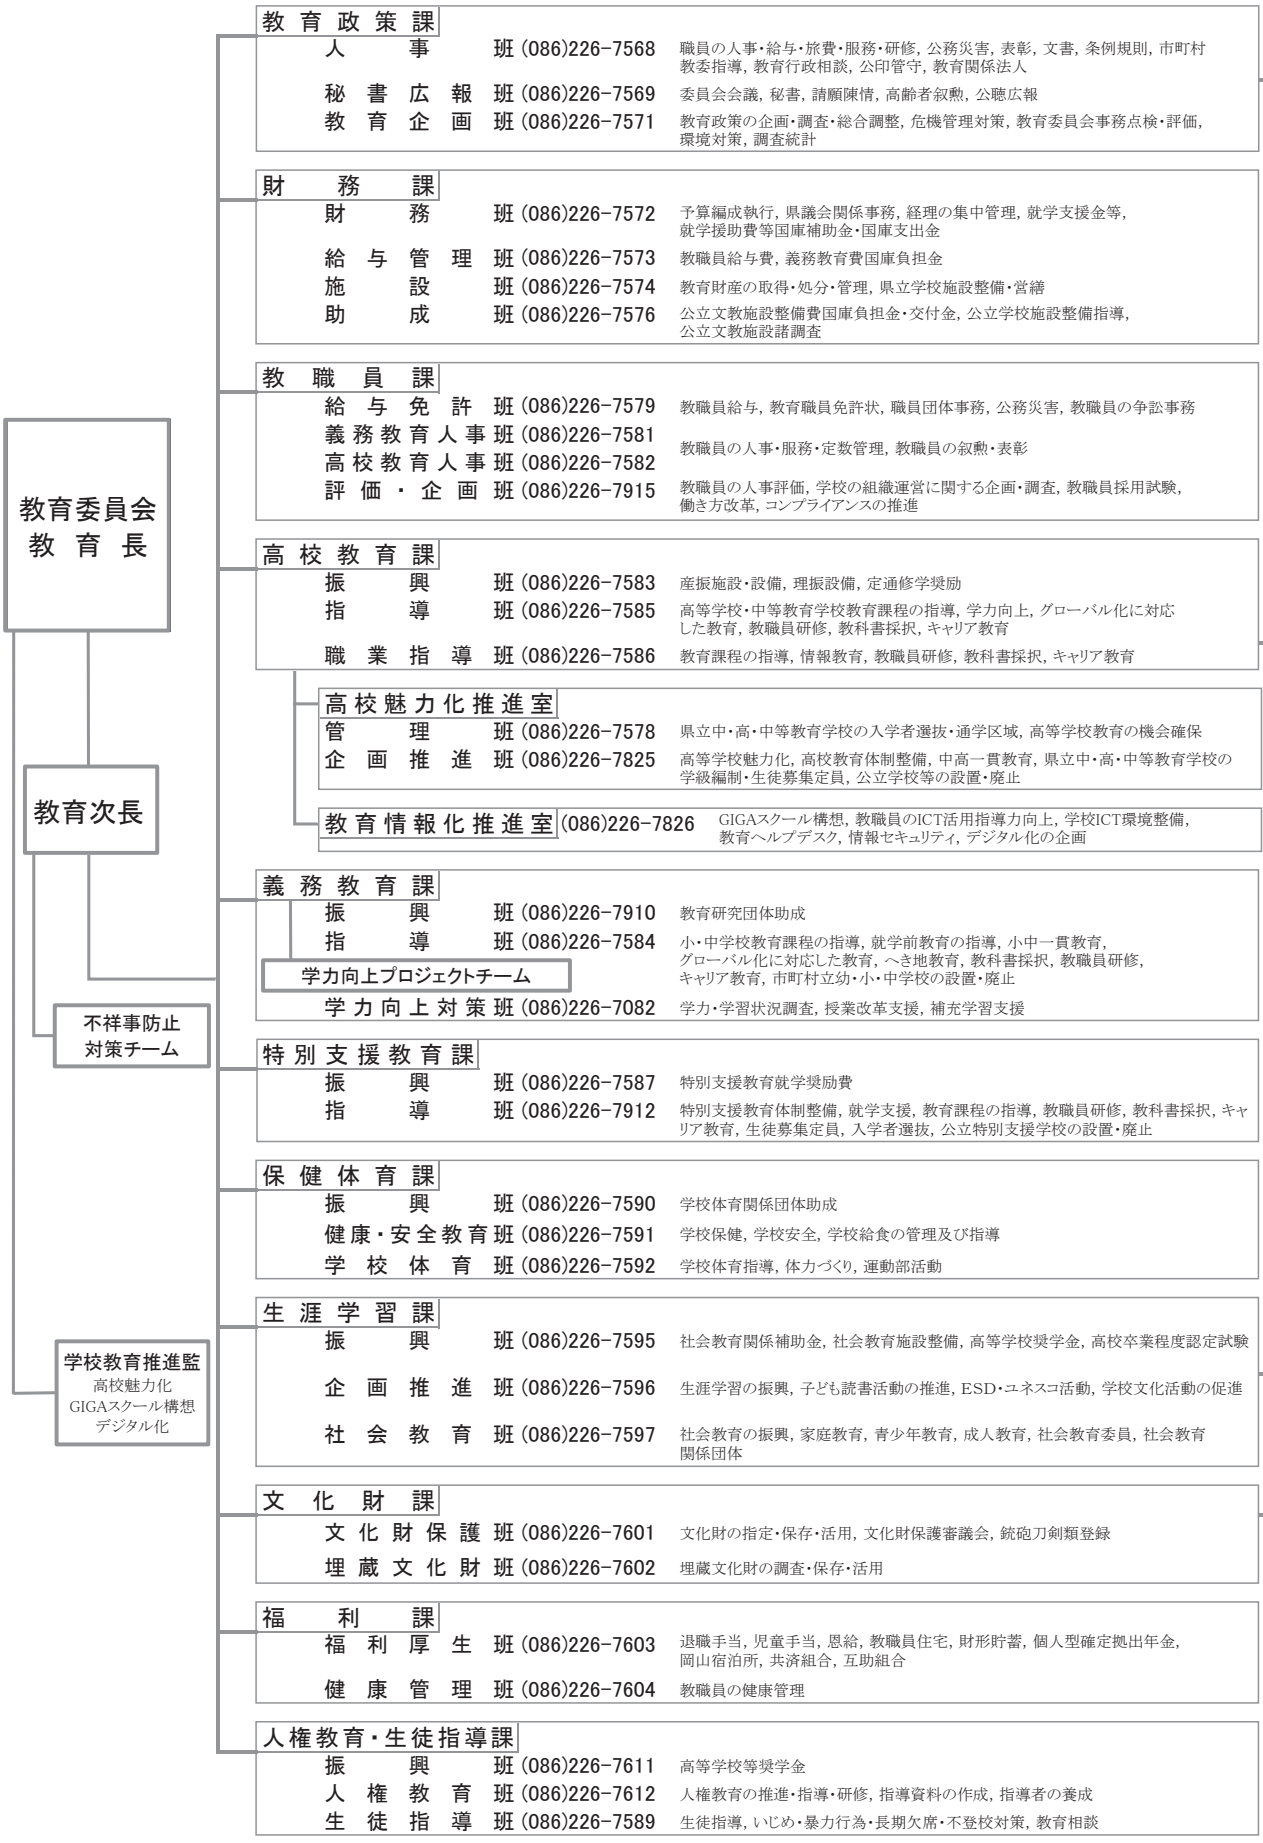 教育委員会
教育長
教育次長
不祥事防止
対策チーム
学校教育推進監
高校魅力化
GIGAスクール構想
デジタル化
教育政策課
人事班 (086)226-7568 職員の人事・給与・旅費・服務・研修, 公務災害, 表彰, 文書, 条例規則, 市町村
教委指導, 教育行政相談, 公印管守, 教育関係法人
秘書広報班 (086)226-7569 委員会会議, 秘書, 請願陳情, 高齢者叙勲, 公聴広報
教育企画班 (086)226-7571 教育政策の企画・調査・総合調整, 危機管理対策, 教育委員会事務点検・評価,
環境対策, 調査統計
財務課
財務班 (086)226-7572 予算編成執行, 県議会関係事務, 経理の集中管理, 就学支援金等,
就学援助費等国庫補助金・国庫支出金
給与管理班 (086)226-7573 教職員給与費, 義務教育費国庫負担金
施設班 (086)226-7574 教育財産の取得・処分・管理, 県立学校施設整備・営繕
助成班 (086)226-7576 公立文教施設整備費国庫負担金・交付金, 公立学校施設整備指導,
公立文教施設諸調査
教職員課
給与免許班 (086)226-7579 教職員給与, 教育職員免許状, 職員団体事務, 公務災害, 教職員の争訟事務
義務教育人事班 (086)226-7581
教職員の人事・服務・定数管理, 教職員の叙勲・表彰
高校教育人事班 (086)226-7582
評価・企画班 (086)226-7915 教職員の人事評価, 学校の組織運営に関する企画・調査, 教職員採用試験,
働き方改革, コンプライアンスの推進
高校教育課
振興班 (086)226-7583 産振施設・設備, 理振設備, 定通修学奨励
指導班 (086)226-7585 高等学校・中等教育学校教育課程の指導, 学力向上, グローバル化に対応
した教育, 教職員研修, 教科書採択, キャリア教育
職業指導班 (086)226-7586 教育課程の指導, 情報教育, 教職員研修, 教科書採択, キャリア教育
高校魅力化推進室
管理班 (086)226-7578 県立中・高・中等教育学校の入学者選抜・通学区域, 高等学校教育の機会確保
企画推進班 (086)226-7825 高等学校魅力化, 高校教育体制整備, 中高一貫教育, 県立中・高・中等教育学校の
学級編制・生徒募集定員, 公立学校等の設置・廃止
教育情報化推進室 (086)226-7826 GIGAスクール構想, 教職員のICT活用指導力向上, 学校ICT環境整備,
教育ヘルプデスク, 情報セキュリティ, デジタル化の企画
義務教育課
振興班 (086)226-7910 教育研究団体助成
指導班 (086)226-7584 小・中学校教育課程の指導, 就学前教育の指導, 小中一貫教育,
グローバル化に対応した教育, へき地教育, 教科書採択, 教職員研修,
キャリア教育, 市町村立幼・小・中学校の設置・廃止
学力向上プロジェクトチーム
学力向上対策班 (086)226-7082 学力・学習状況調査, 授業改革支援, 補充学習支援
特別支援教育課
振興班 (086)226-7587 特別支援教育就学奨励費
指導班 (086)226-7912 特別支援教育体制整備, 就学支援, 教育課程の指導, 教職員研修, 教科書採択, キャ
リア教育, 生徒募集定員, 入学者選抜, 公立特別支援学校の設置・廃止
保健体育課
振興班 (086)226-7590 学校体育関係団体助成
健康・安全教育班 (086)226-7591 学校保健, 学校安全, 学校給食の管理及び指導
学校体育班 (086)226-7592 学校体育指導, 体力づくり, 運動部活動
生涯学習課
振興班 (086)226-7595 社会教育関係補助金, 社会教育施設整備, 高等学校奨学金, 高校卒業程度認定試験
企画推進班 (086)226-7596 生涯学習の振興, 子ども読書活動の推進, ESD・ユネスコ活動, 学校文化活動の促進
社会教育班 (086)226-7597 社会教育の振興, 家庭教育, 青少年教育, 成人教育, 社会教育委員, 社会教育
関係団体
文化財課
文化財保護班 (086)226-7601 文化財の指定・保存・活用, 文化財保護審議会, 銃砲刀剣類登録
埋蔵文化財班 (086)226-7602 埋蔵文化財の調査・保存・活用
福利課
福利厚生班 (086)226-7603 退職手当, 児童手当, 恩給, 教職員住宅, 財形貯蓄, 個人型確定拠出年金,
岡山宿泊所, 共済組合, 互助組合
健康管理班 (086)226-7604 教職員の健康管理
人権教育・生徒指導課
振興班 (086)226-7611 高等学校等奨学金
人権教育班 (086)226-7612 人権教育の推進・指導・研修, 指導資料の作成, 指導者の養成
生徒指導班 (086)226-7589 生徒指導, いじめ・暴力行為・長期欠席・不登校対策, 教育相談